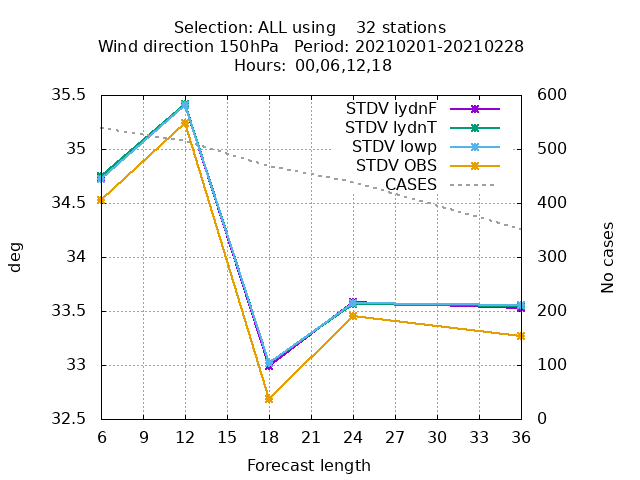 Selection: ALL using    32 stations
Wind direction 150hPa   Period: 20210201-20210228
Hours:  00,06,12,18
35.5
35
34.5
34
33.5
33
32.5
deg
600
500
400
300
200
100
0
No cases
STDV lydnF
STDV lydnT
STDV lowp
STDV OBS
CASES
6 9 12 15 18 21 24 27 30 33 36
Forecast length